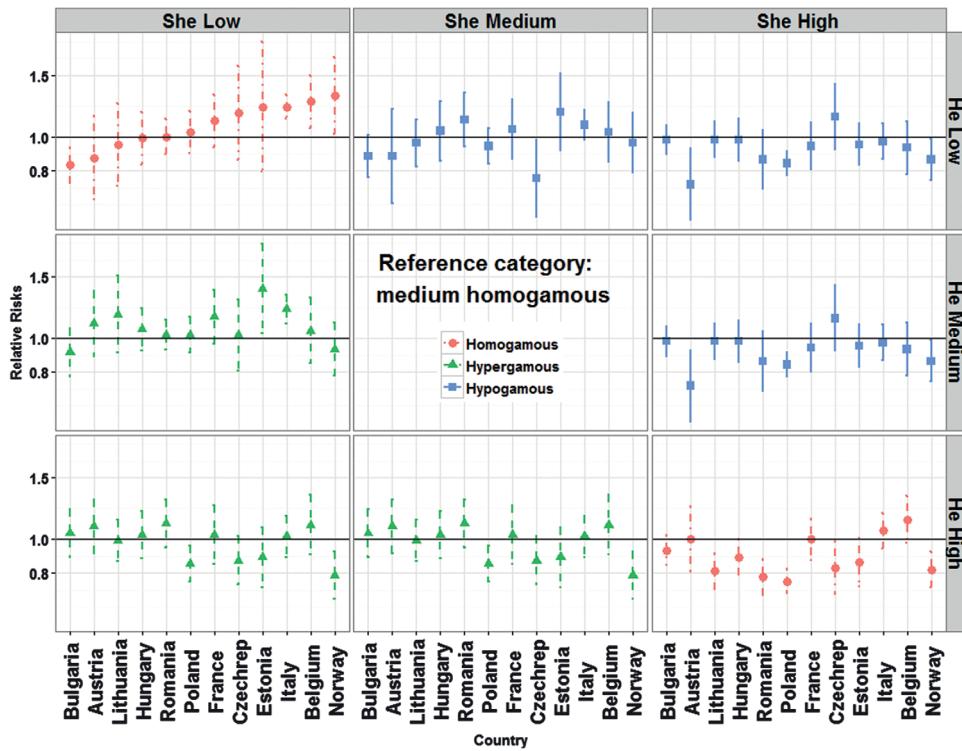 She Low
She Medium
She High
He Low
1.5
1.0
0.8
He Medium
1.5
1.0
0.8
Reference category:
medium homogamous
Homogamous
Hypergamous
Hypogamous
Relative Risks
He High
1.5
1.0
0.8
Bulgaria
Austria
Lithuania
Hungary
Romania
Poland
France
Czechrep
Estonia
Italy
Belgium
Norway
Bulgaria
Austria
Lithuania
Hungary
Romania
Poland
France
Czechrep
Estonia
Italy
Belgium
Norway
Bulgaria
Austria
Lithuania
Hungary
Romania
Poland
France
Czechrep
Estonia
Italy
Belgium
Norway
Country